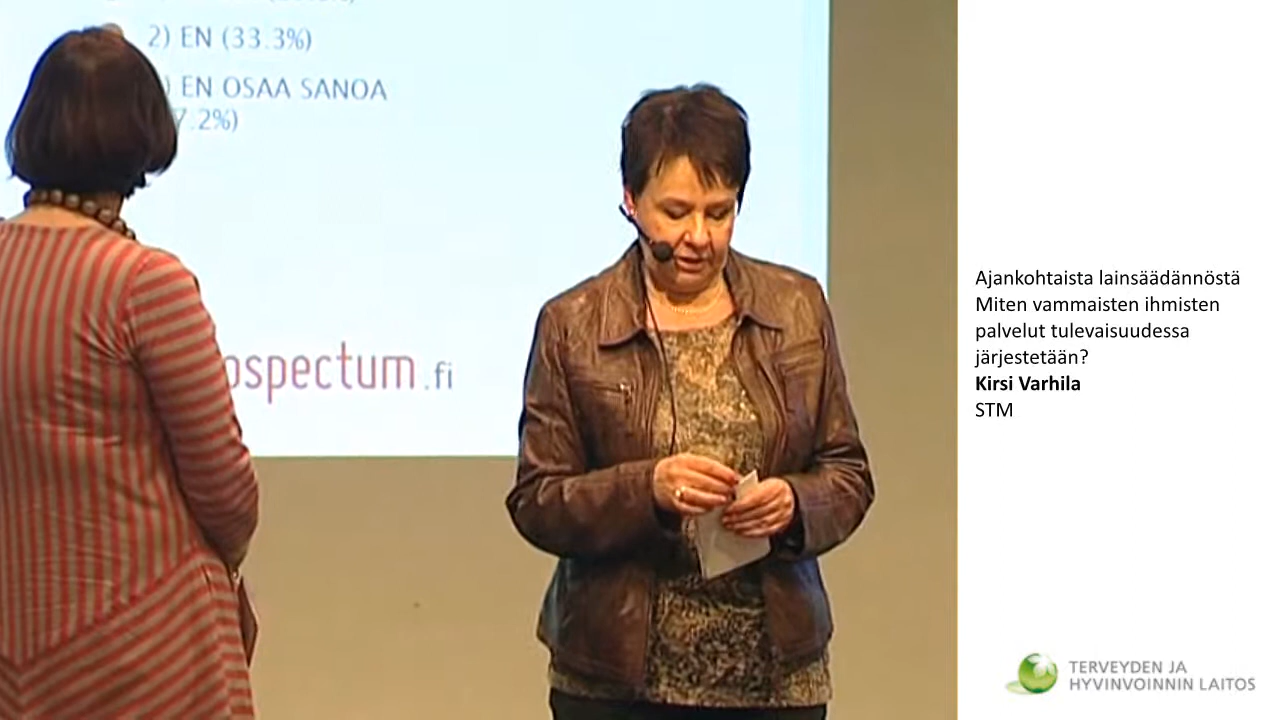 2) EN (33.3%)
EN OSAA SANOA
7.2%)
ospectum.fi
Ajankohtaista lainsäädännöstä
Miten vammaisten ihmisten
palvelut tulevaisuudessa
järjestetään?
Kirsi Varhila
STM
TERVEYDEN JA
HYVINVOINNIN LAITOS